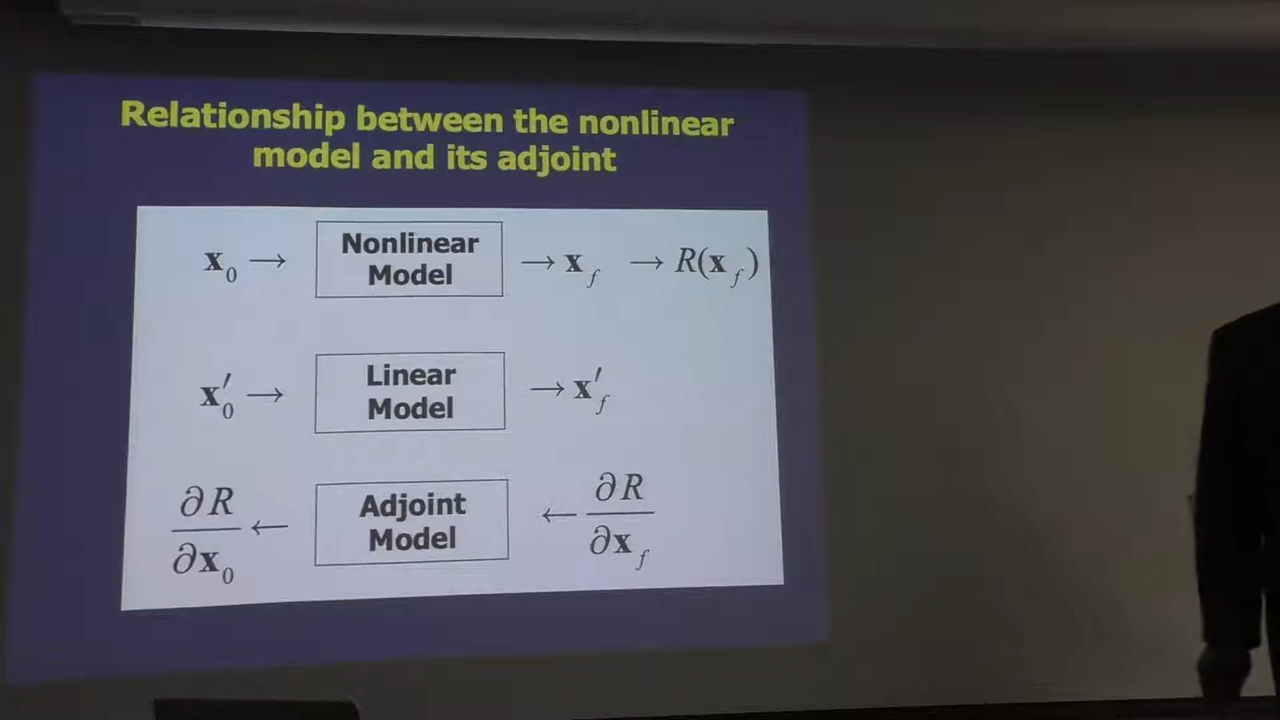 Relationship between the nonlinear
model and its adjoint
x₀ → Nonlinear Model → x_f → R(x_f)
x′₀ → Linear Model → x′_f
∂R/∂x₀ ← Adjoint Model ← ∂R/∂x_f